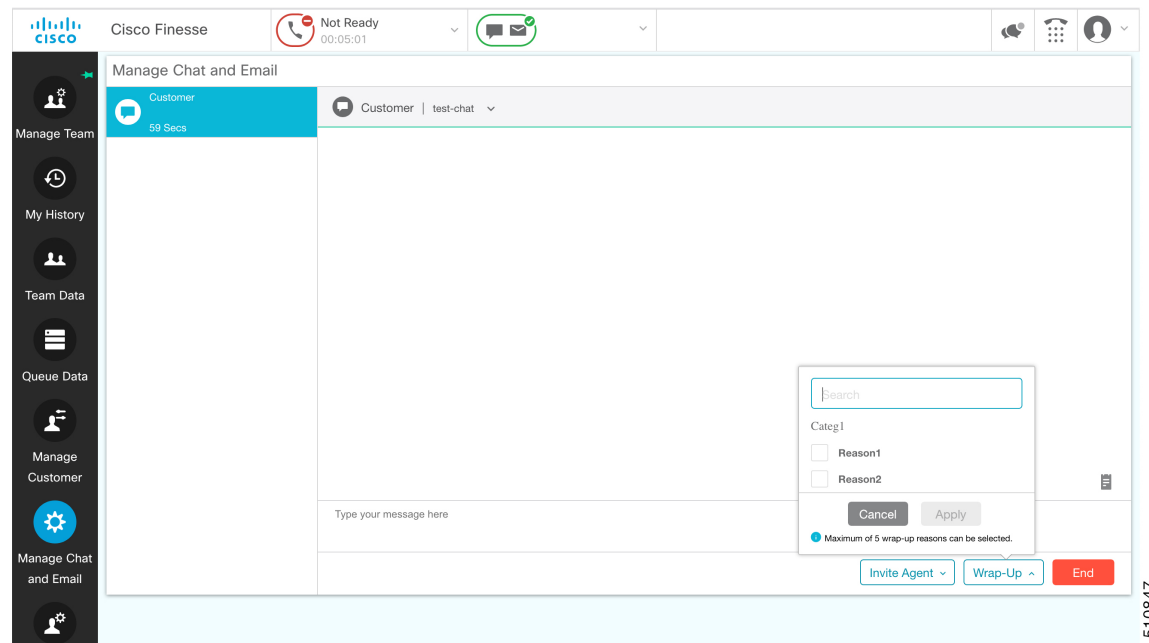 CISCO
Cisco Finesse
Not Ready
00:05:01
Manage Team
My History
Team Data
Queue Data
Manage
Customer
Manage Chat
and Email
Manage Chat and Email
Customer
59 Secs
Customer | test-chat
Search
Categ1
Reason1
Reason2
Cancel
Apply
Maximum of 5 wrap-up reasons can be selected.
Type your message here
Invite Agent
Wrap-Up
End
510847